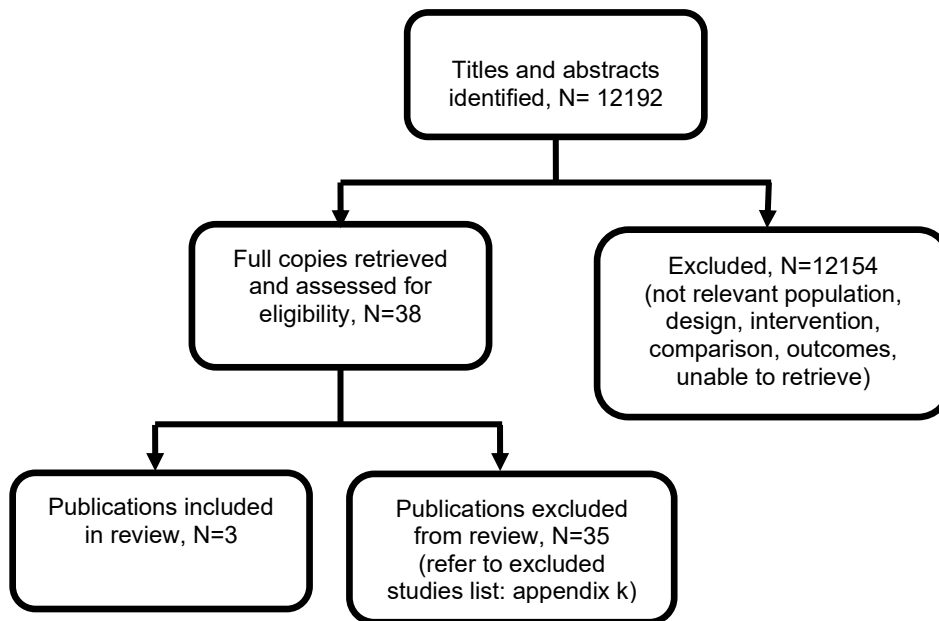 Titles and abstracts
identified, N= 12192
Full copies retrieved
and assessed for
eligibility, N=38
Excluded, N=12154
(not relevant population,
design, intervention,
comparison, outcomes,
unable to retrieve)
Publications included
in review, N=3
Publications excluded
from review, N=35
(refer to excluded
studies list: appendix k)